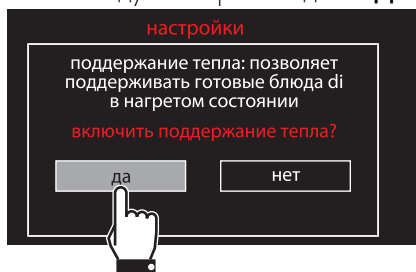 настройки
поддержание тепла: позволяет
поддерживать готовые блюда di
в нагретом состоянии
включить поддержание тепла?
да нет